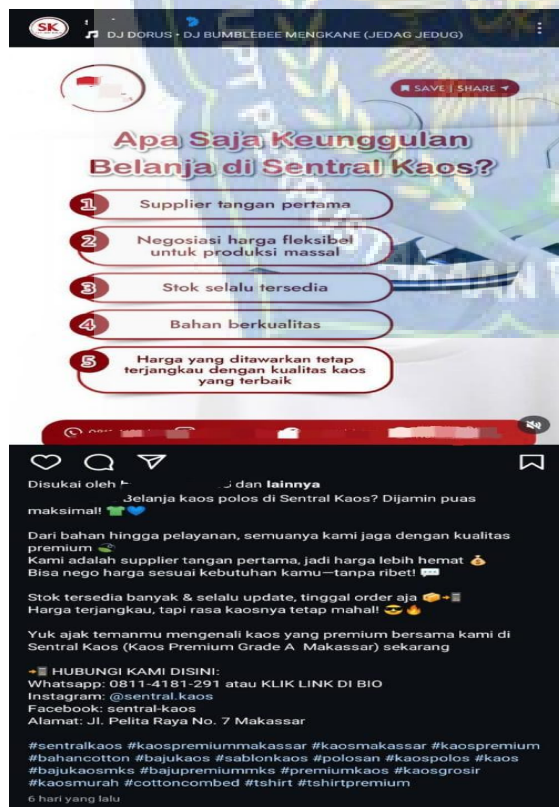 SK
DJ DORUS • DJ BUMBLEBEE MENGKANE (JEDAG JEDUG)
SAVE | SHARE
Apa Saja Keunggulan
Belanja di Sentral Kaos?
1 Supplier tangan pertama
2 Negosiasi harga fleksibel
untuk produksi massal
3 Stok selalu tersedia
4 Bahan berkualitas
5 Harga yang ditawarkan tetap
terjangkau dengan kualitas kaos
yang terbaik
Disukai oleh dan lainnya
Belanja kaos polos di Sentral Kaos? Dijamin puas
maksimal! 👕💙
Dari bahan hingga pelayanan, semuanya kami jaga dengan kualitas
premium
Kami adalah supplier tangan pertama, jadi harga lebih hemat 💰
Bisa nego harga sesuai kebutuhan kamu—tanpa ribet! 💬
Stok tersedia banyak & selalu update, tinggal order aja 📦📲
Harga terjangkau, tapi rasa kaosnya tetap mahal! 😎🔥
Yuk ajak temanmu mengenali kaos yang premium bersama kami di
Sentral Kaos (Kaos Premium Grade A Makassar) sekarang
📲 HUBUNGI KAMI DISINI:
Whatsapp: 0811-4181-291 atau KLIK LINK DI BIO
Instagram: @sentral.kaos
Facebook: sentral-kaos
Alamat: Jl. Pelita Raya No. 7 Makassar
#sentralkaos #kaospremiummakassar #kaosmakassar #kaospremium
#bahancotton #bajukaos #sablonkaos #polosan #kaospolos #kaos
#bajukaosmks #bajupremiummks #premiumkaos #kaosgrosir
#kaosmurah #cottoncombed #tshirt #tshirtpremium
6 hari yang lalu